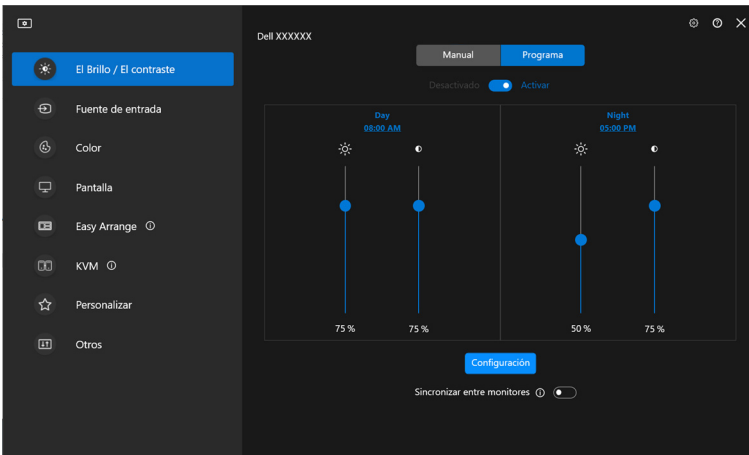 Dell XXXXXX
Manual
Programa
Desactivado
Activar
El Brillo / El contraste
Fuente de entrada
Color
Pantalla
Easy Arrange
KVM
Personalizar
Otros
Day
08:00 AM
Night
05:00 PM
75 %
75 %
50 %
75 %
Configuración
Sincronizar entre monitores